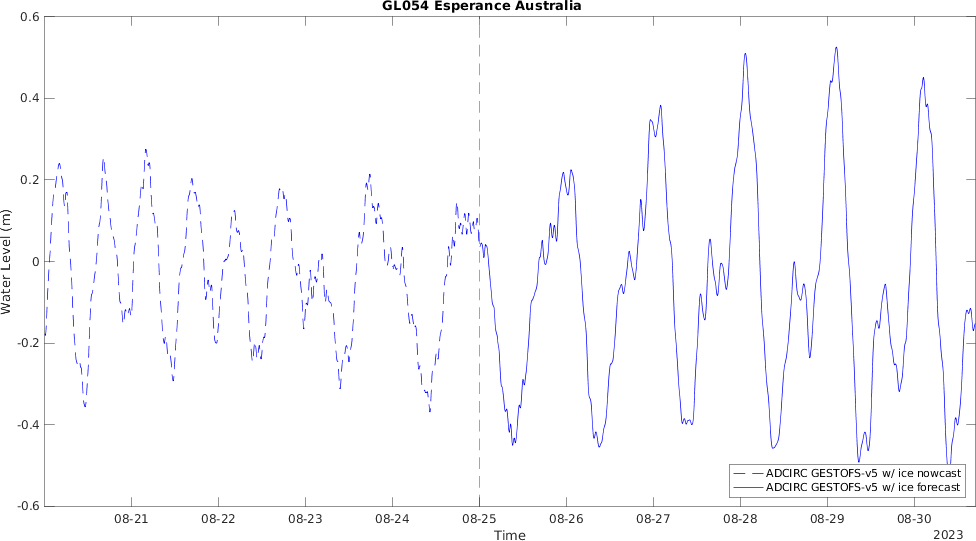 GL054 Esperance Australia
0.6
0.4
0.2
0
-0.2
-0.4
-0.6
Water Level (m)
ADCIRC GESTOFS-v5 w/ ice nowcast
ADCIRC GESTOFS-v5 w/ ice forecast
08-21 08-22 08-23 08-24 08-25 08-26 08-27 08-28 08-29 08-30
Time
2023